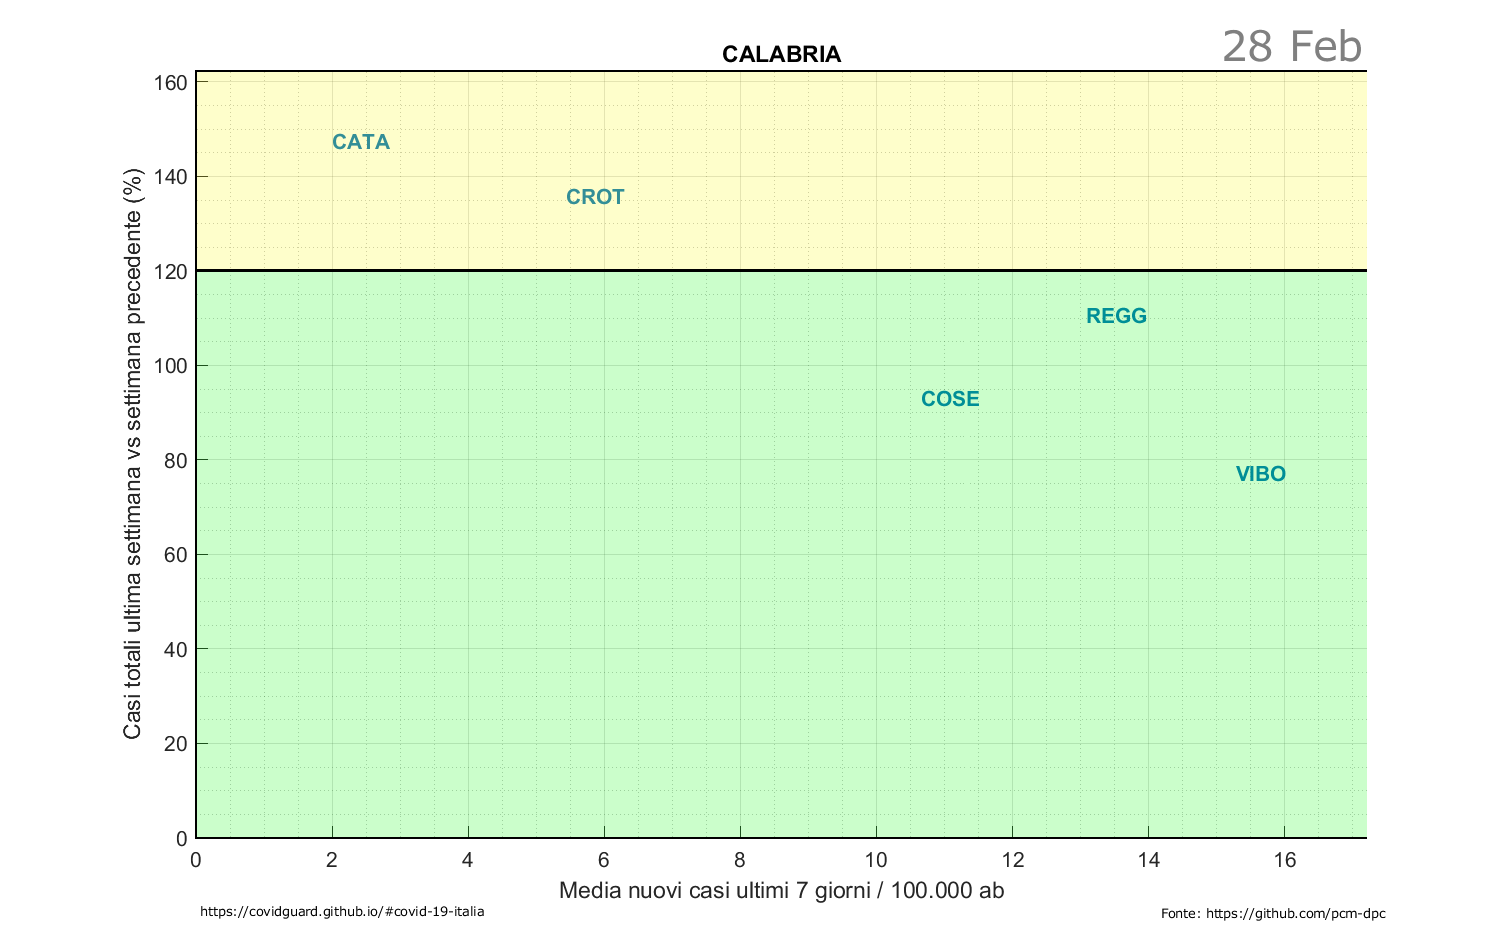 28 Feb
CALABRIA
160
140
120
100
80
60
40
20
0
Casi totali ultima settimana vs settimana precedente (%)
CATA
CROT
REGG
COSE
VIBO
0 2 4 6 8 10 12 14 16
Media nuovi casi ultimi 7 giorni / 100.000 ab
https://covidguard.github.io/#covid-19-italia
Fonte: https://github.com/pcm-dpc